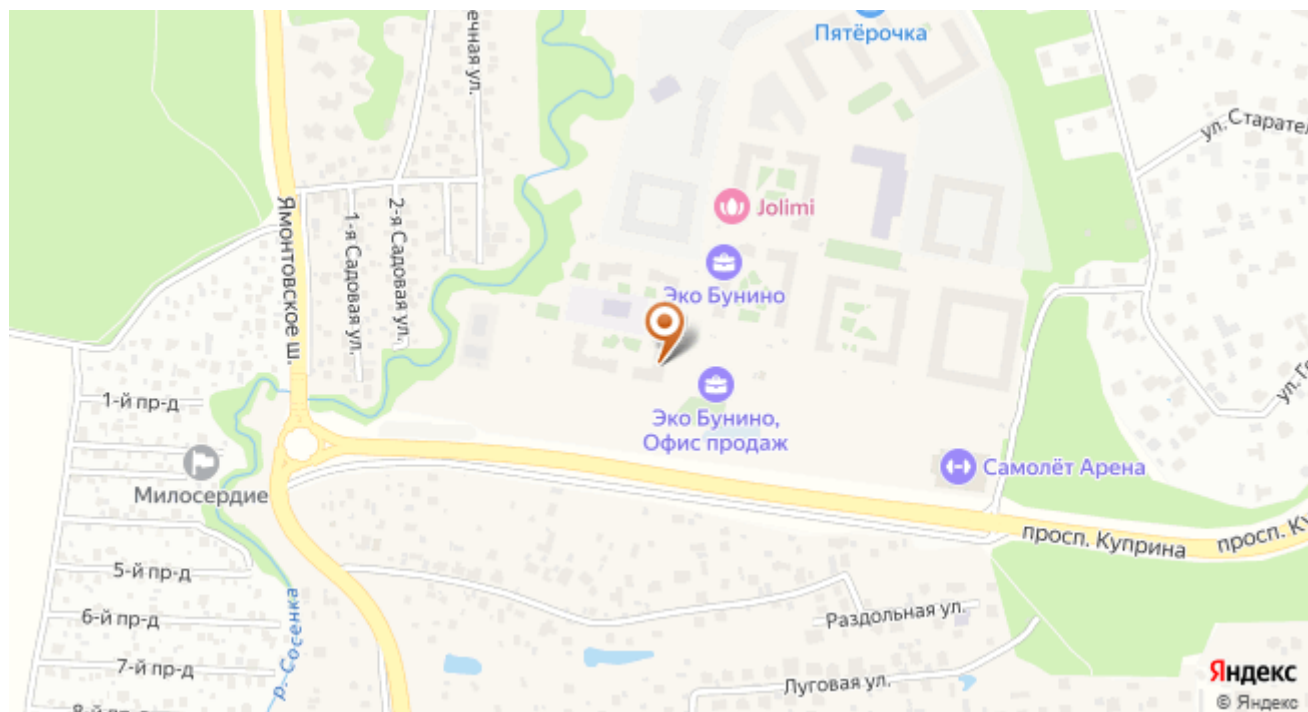 Пятёрочка
ечная ул.
ул. Старател
Ямонтовское ш.
1-я Садовая ул.
2-я Садовая ул.
Jolimi
Эко Бунино
1-й пр-д
Эко Бунино,
Офис продаж
ул. Г
Милосердие
Самолёт Арена
просп. Куприна
просп. К
5-й пр-д
6-й пр-д
7-й пр-д
р. Сосенка
Раздольная ул.
Луговая ул.
Яндекс
© Яндекс